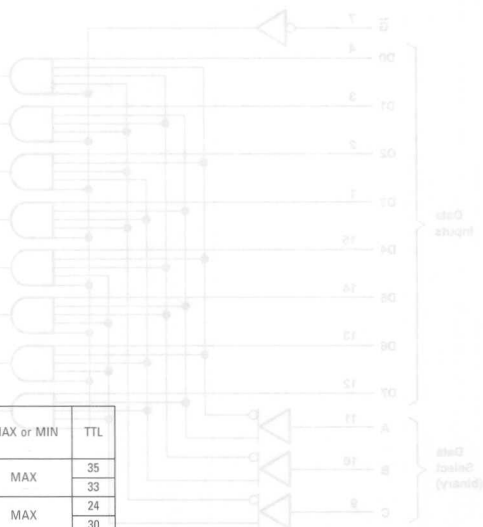 7 G
4 D0
3 D1
2 D2
1 D3
15 D4
14 D5
13 D6
12 D7
Data
Inputs
11 A
10 B
9 C
Data
Select
(binary)
MAX or MIN TTL
MAX 35
33
MAX 24
30